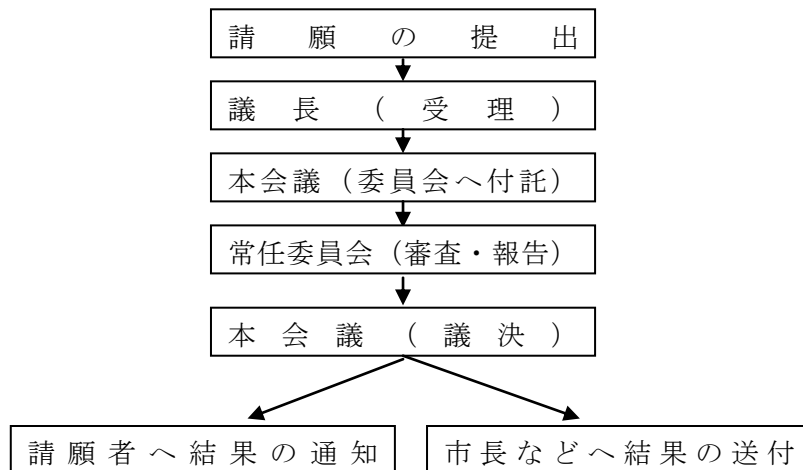 請願の提出
議長（受理）
本会議（委員会へ付託）
常任委員会（審査・報告）
本会議（議決）
請願者へ結果の通知
市長などへ結果の送付